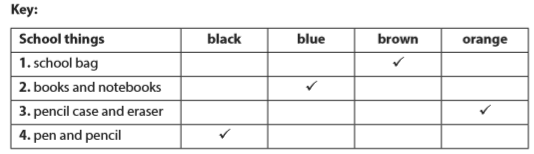 Key:
School things black blue brown orange
1. school bag ✓
2. books and notebooks ✓
3. pencil case and eraser ✓
4. pen and pencil ✓